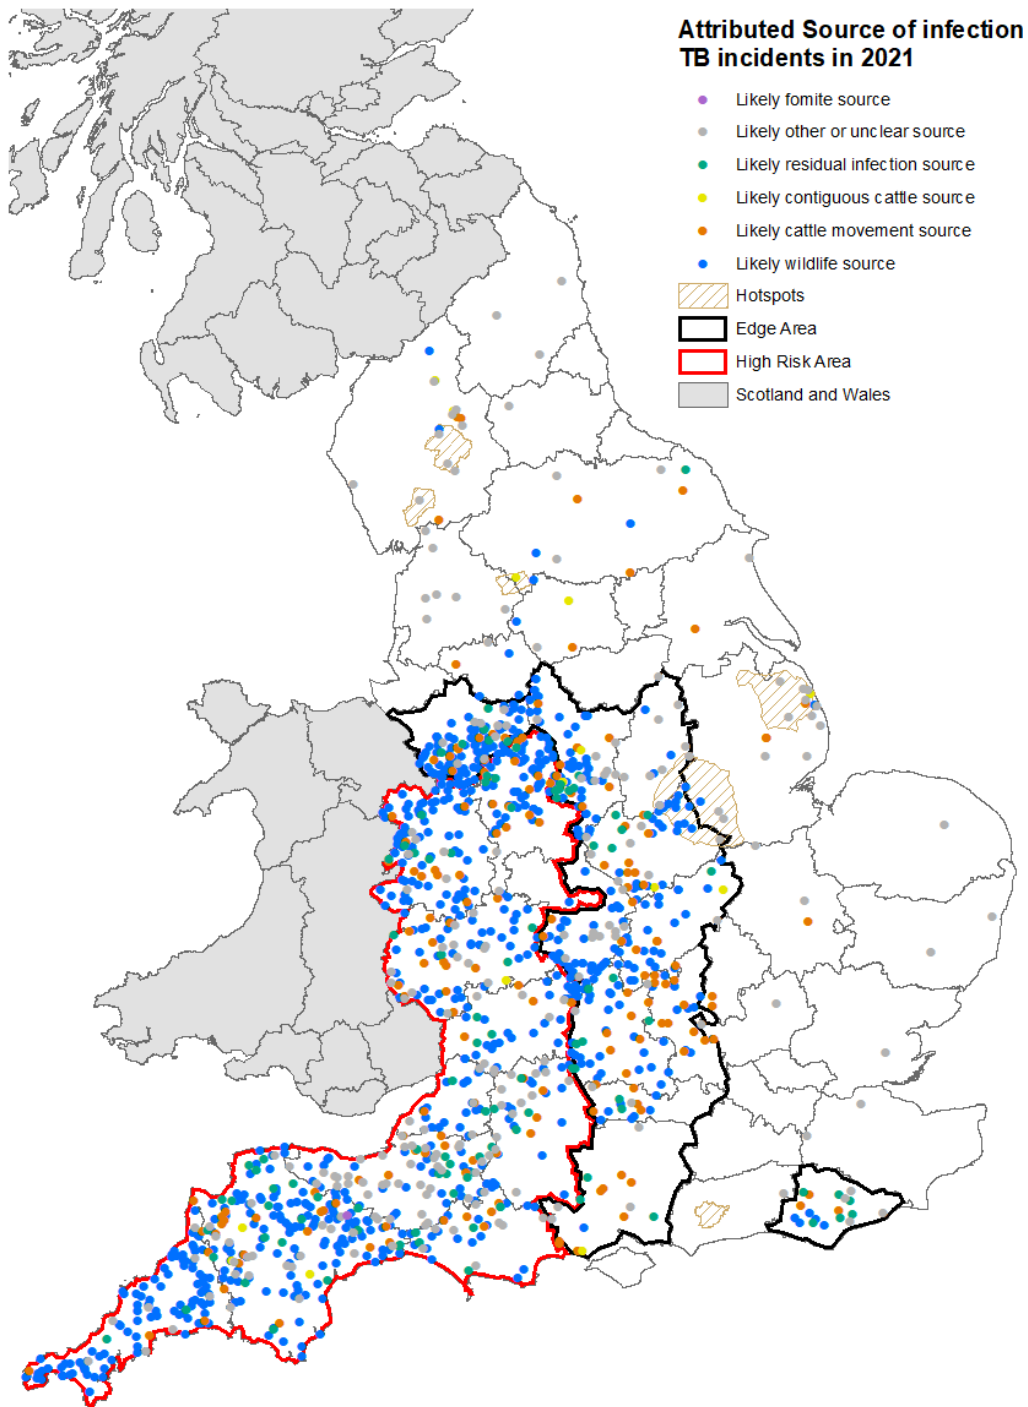 Attributed Source of infection
TB incidents in 2021
Likely fomite source
Likely other or unclear source
Likely residual infection source
Likely contiguous cattle source
Likely cattle movement source
Likely wildlife source
Hotspots
Edge Area
High Risk Area
Scotland and Wales